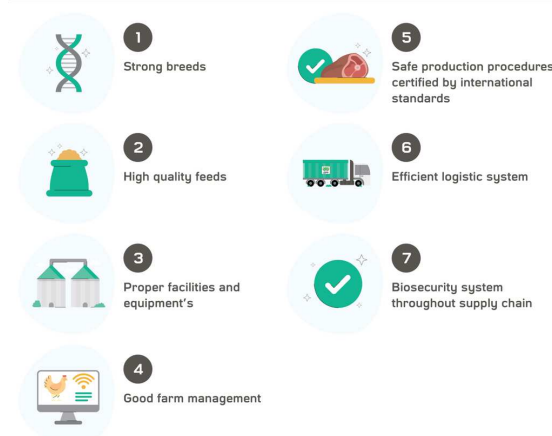 1
Strong breeds
2
High quality feeds
3
Proper facilities and
equipment's
4
Good farm management
5
Safe production procedures
certified by international
standards
6
Efficient logistic system
7
Biosecurity system
throughout supply chain